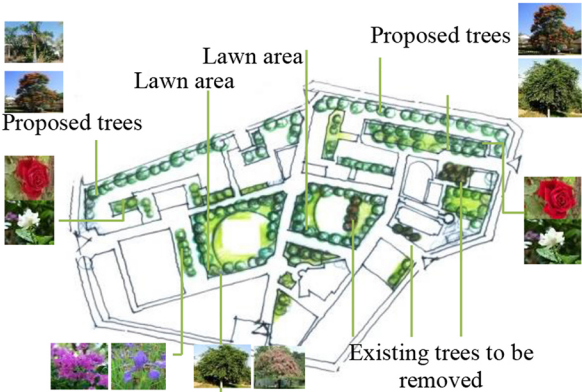 Proposed trees
Lawn area
Lawn area
Proposed trees
Existing trees to be
removed